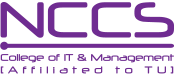 NCCS
College of IT & Management
(Affiliated to TU)